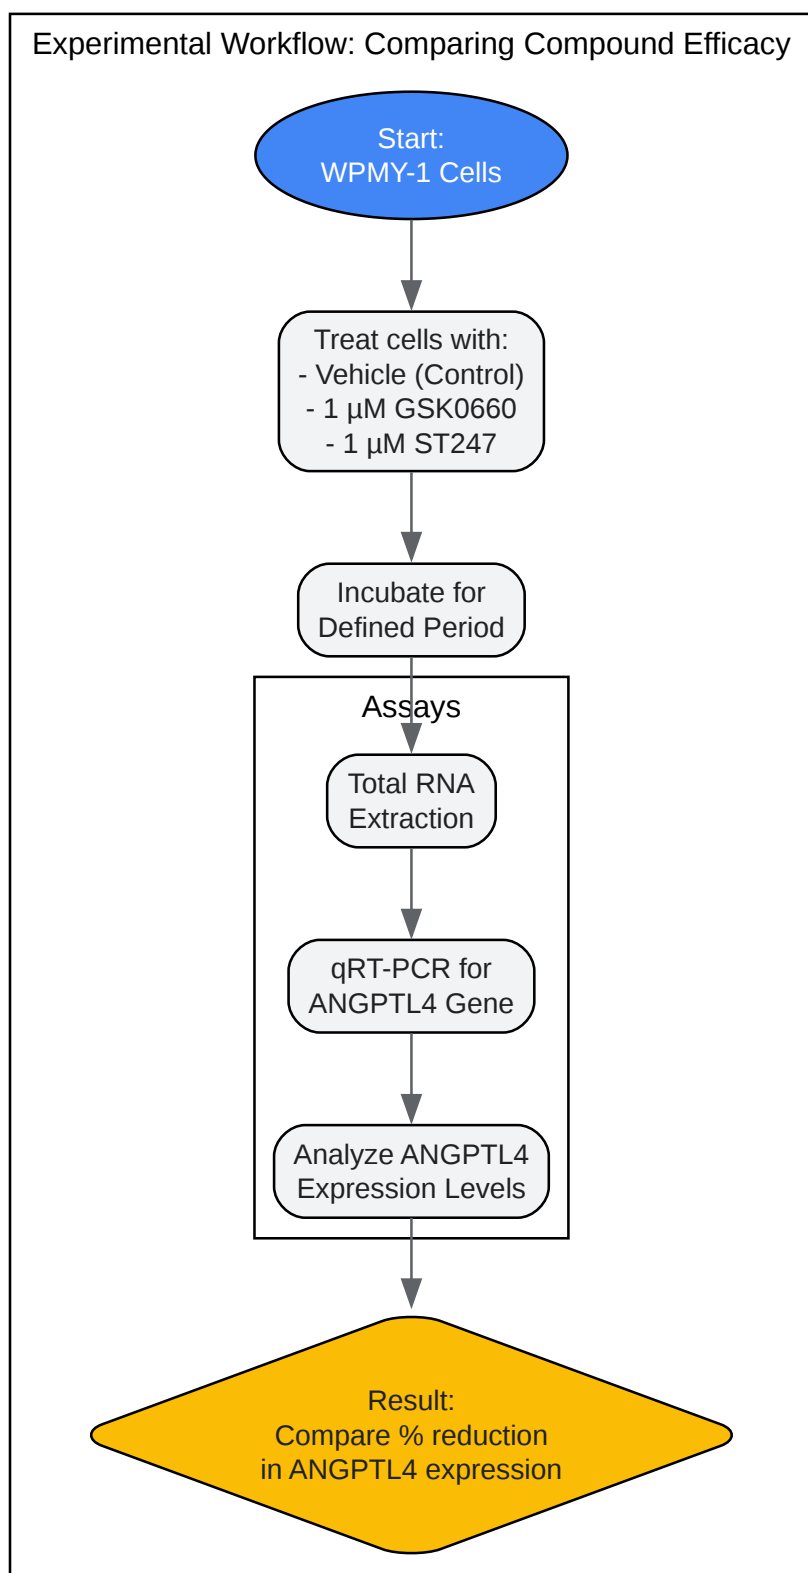 Experimental Workflow: Comparing Compound Efficacy
Start:
WPMY-1 Cells
Treat cells with:
- Vehicle (Control)
- 1 µM GSK0660
- 1 µM ST247
Incubate for
Defined Period
Assays
Total RNA
Extraction
qRT-PCR for
ANGPTL4 Gene
Analyze ANGPTL4
Expression Levels
Result:
Compare % reduction
in ANGPTL4 expression